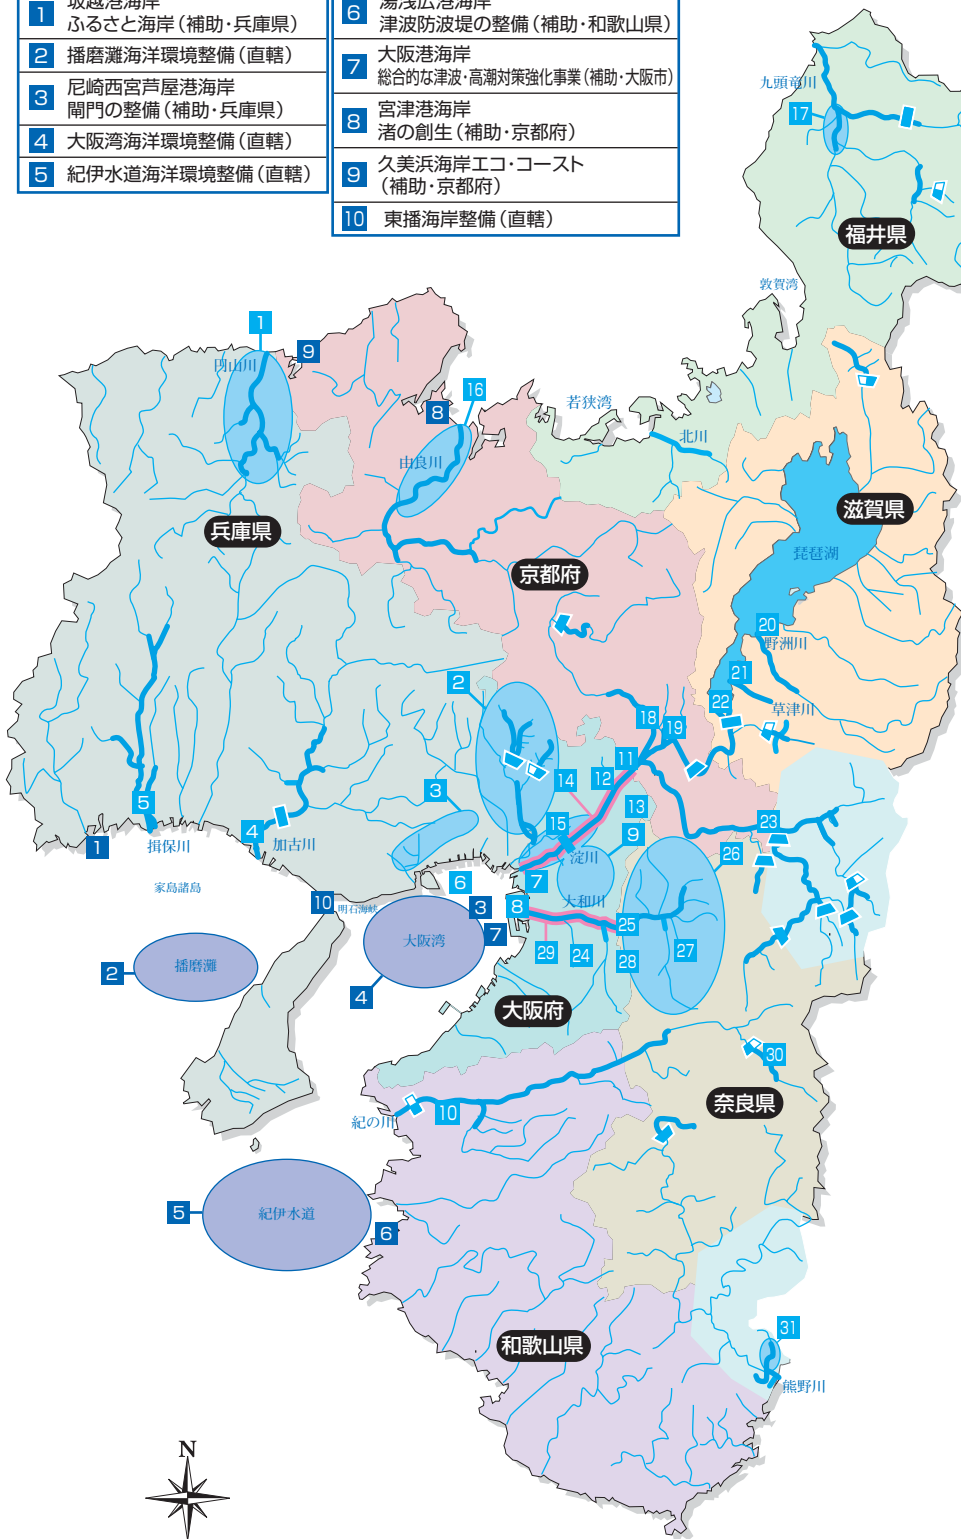 1
坂越港海岸
ふるさと海岸(補助・兵庫県)
2 播磨灘海洋環境整備(直轄)
3 尼崎西宮芦屋港海岸
閘門の整備(補助・兵庫県)
4 大阪湾海洋環境整備(直轄)
5 紀伊水道海洋環境整備(直轄)
6
湯浅広港海岸
津波防波堤の整備(補助・和歌山県)
7 大阪港海岸
総合的な津波・高潮対策強化事業(補助・大阪市)
8 宮津港海岸
渚の創生(補助・京都府)
9 久美浜海岸エコ・コースト
(補助・京都府)
10 東播海岸整備(直轄)
九頭竜川
17
福井県
敦賀湾
1
9
円山川
16
8
若狭湾
北川
由良川
滋賀県
兵庫県
琵琶湖
京都府
20
野洲川
21
2
22
草津川
18
19
11
14
12
3
5
13
15
23
4
9
1
揖保川
加古川
淀川
26
家島諸島
6
7
大和川
10
明石海峡
3
8
25
大阪湾
7
29
24
28
27
2
播磨灘
4
大阪府
30
奈良県
紀の川
10
5
紀伊水道
6
31
和歌山県
熊野川
N